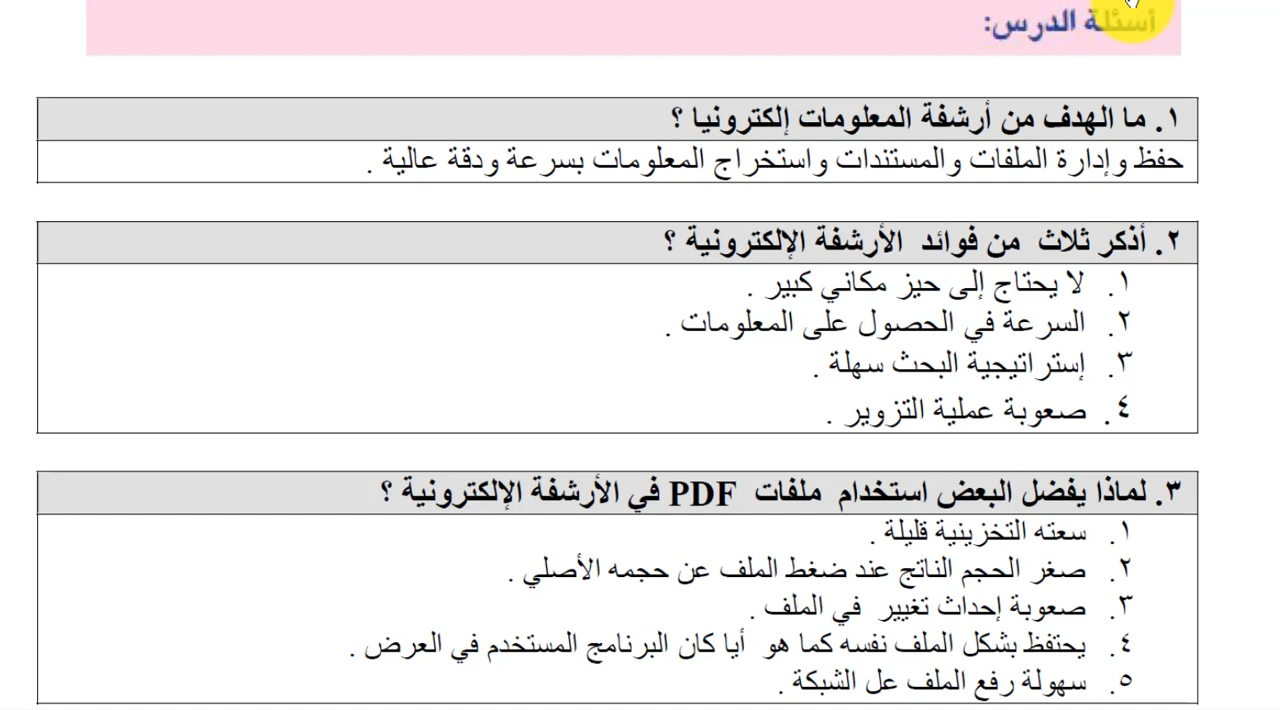 أسئلة الدرس:
١. ما الهدف من أرشفة المعلومات إلكترونيا ؟
حفظ وإدارة الملفات والمستندات واستخراج المعلومات بسرعة ودقة عالية .
٢. أذكر ثلاث من فوائد الأرشفة الإلكترونية ؟
١. لا يحتاج إلى حيز مكاني كبير .
٢. السرعة في الحصول على المعلومات .
٣. إستراتيجية البحث سهلة .
٤. صعوبة عملية التزوير .
٣. لماذا يفضل البعض استخدام ملفات PDF في الأرشفة الإلكترونية ؟
١. سعته التخزينية قليلة .
٢. صغر الحجم الناتج عند ضغط الملف عن حجمه الأصلي .
٣. صعوبة إحداث تغيير في الملف .
٤. يحتفظ بشكل الملف نفسه كما هو أيا كان البرنامج المستخدم في العرض .
٥. سهولة رفع الملف عل الشبكة .